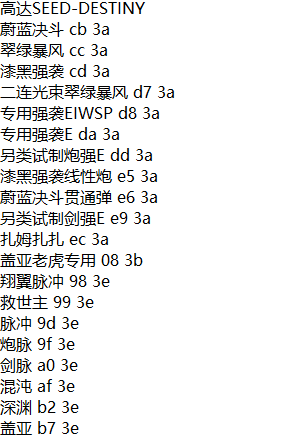 高达SEED-DESTINY
蔚蓝决斗 cb 3a
翠绿暴风 cc 3a
漆黑强袭 cd 3a
二连光束翠绿暴风 d7 3a
专用强袭EIWSP d8 3a
专用强袭E da 3a
另类试制炮强E dd 3a
漆黑强袭线性炮 e5 3a
蔚蓝决斗贯通弹 e6 3a
另类试制剑强E e9 3a
扎姆扎扎 ec 3a
盖亚老虎专用 08 3b
翔翼脉冲 98 3e
救世主 99 3e
脉冲 9d 3e
炮脉 9f 3e
剑脉 a0 3e
混沌 af 3e
深渊 b2 3e
盖亚 b7 3e